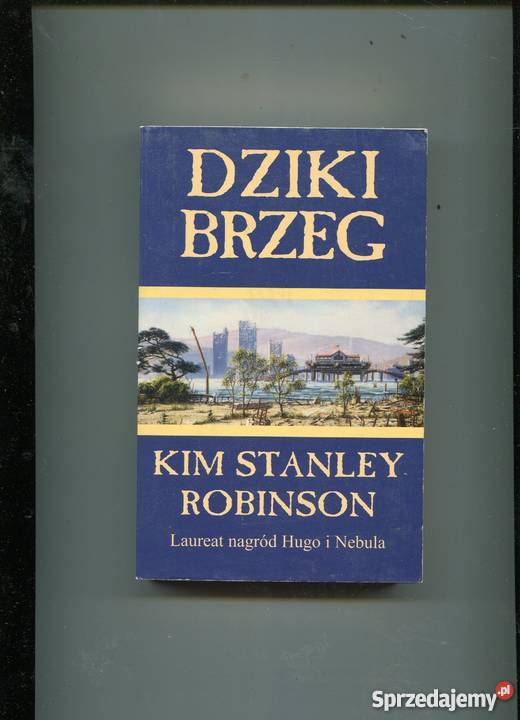 DZIKI
BRZEG
KIM STANLEY
ROBINSON
Laureat nagród Hugo i Nebula
Sprzedajemy.pl